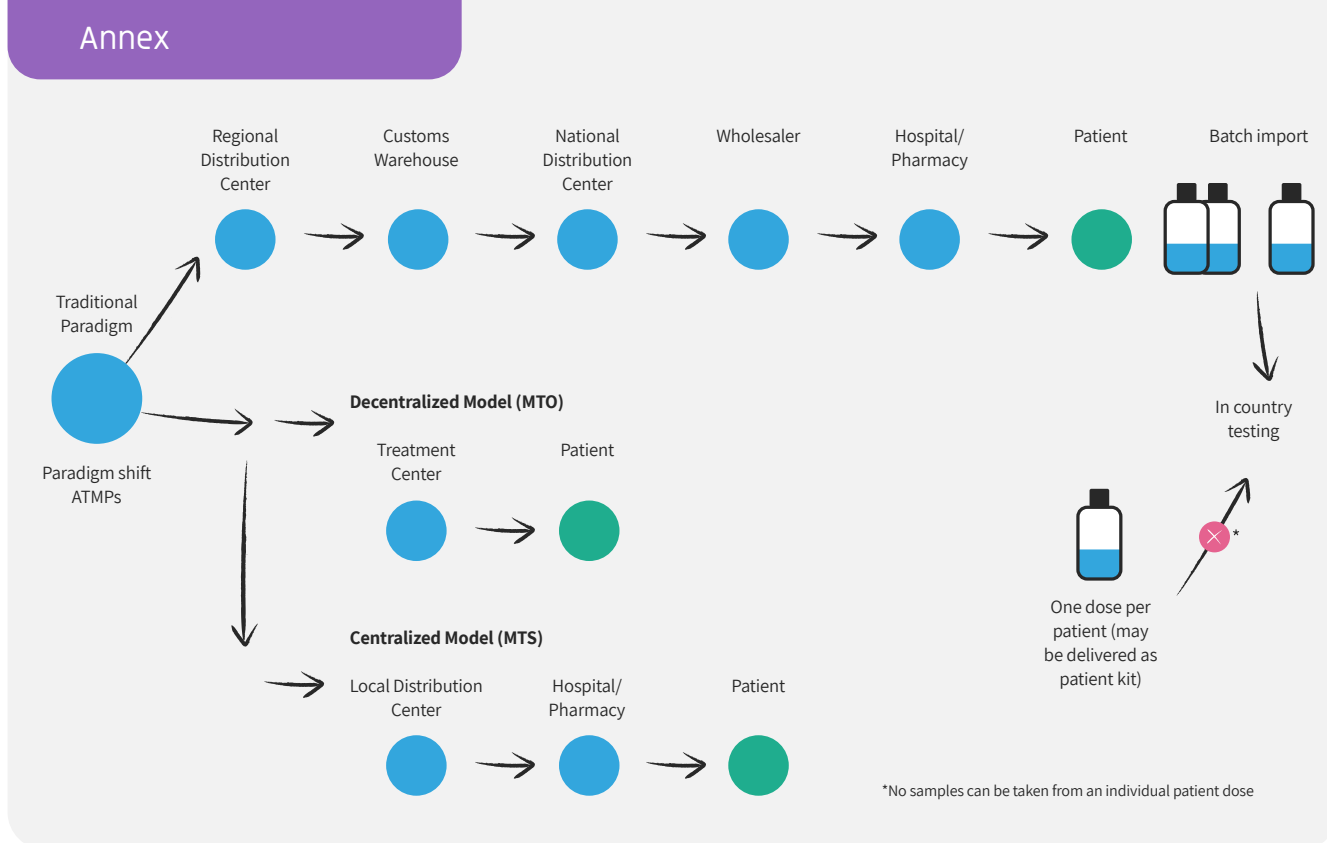 Annex
Regional
Distribution
Center
Customs
Warehouse
National
Distribution
Center
Wholesaler
Hospital/
Pharmacy
Patient
Batch import
Traditional
Paradigm
Paradigm shift
ATMPs
Decentralized Model (MTO)
Treatment
Center
Patient
In country
testing
*
One dose per
patient (may
be delivered as
patient kit)
Centralized Model (MTS)
Local Distribution
Center
Hospital/
Pharmacy
Patient
*No samples can be taken from an individual patient dose